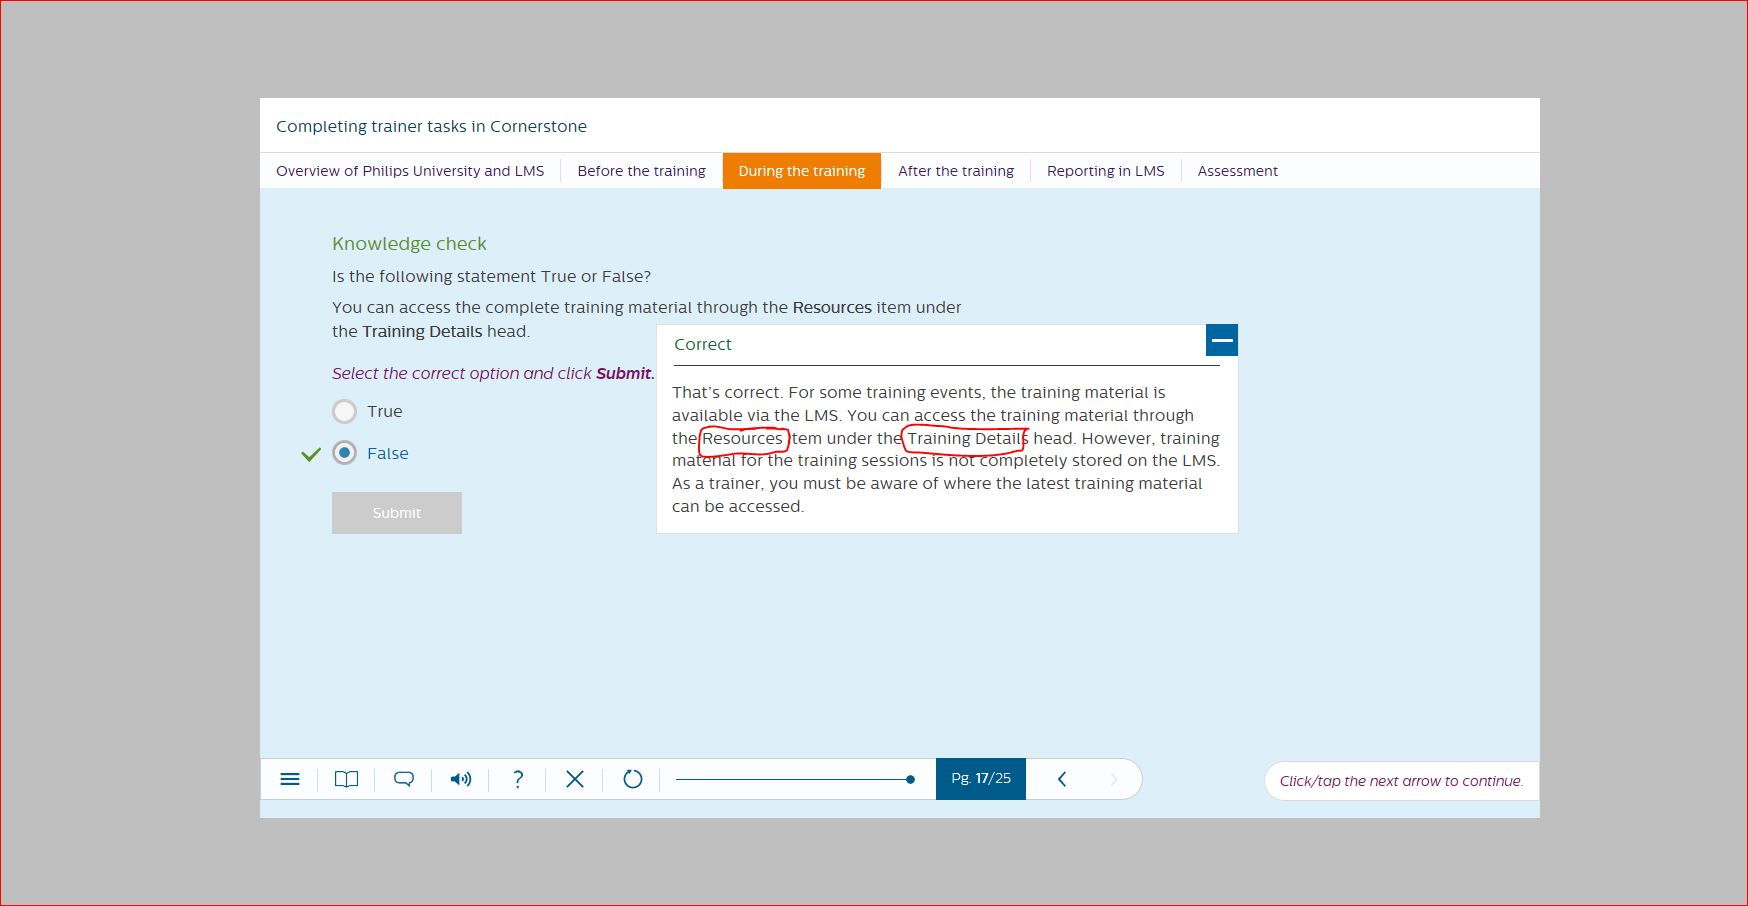 Completing trainer tasks in Cornerstone
Overview of Philips University and LMS
Before the training
During the training
After the training
Reporting in LMS
Assessment
Knowledge check
Is the following statement True or False?
You can access the complete training material through the Resources item under
the Training Details head.
Select the correct option and click Submit.
True
False
Submit
Correct
That's correct. For some training events, the training material is
available via the LMS. You can access the training material through
the Resources item under the Training Details head. However, training
material for the training sessions is not completely stored on the LMS.
As a trainer, you must be aware of where the latest training material
can be accessed.
Pg. 17/25
Click/tap the next arrow to continue.